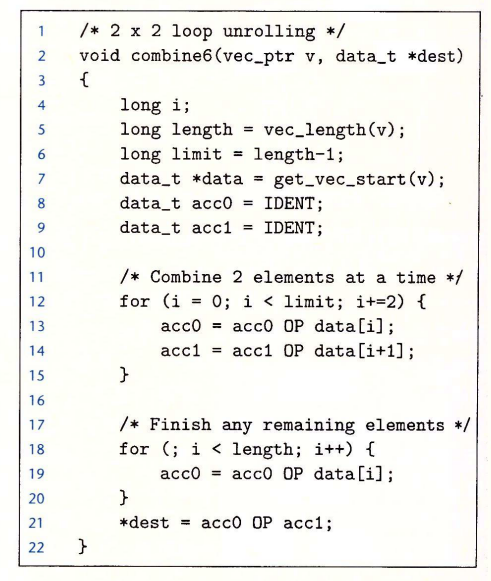 1 /* 2 x 2 loop unrolling */
2 void combine6(vec_ptr v, data_t *dest)
3 {
4     long i;
5     long length = vec_length(v);
6     long limit = length-1;
7     data_t *data = get_vec_start(v);
8     data_t acc0 = IDENT;
9     data_t acc1 = IDENT;
10
11     /* Combine 2 elements at a time */
12     for (i = 0; i < limit; i+=2) {
13         acc0 = acc0 OP data[i];
14         acc1 = acc1 OP data[i+1];
15     }
16
17     /* Finish any remaining elements */
18     for (; i < length; i++) {
19         acc0 = acc0 OP data[i];
20     }
21     *dest = acc0 OP acc1;
22 }